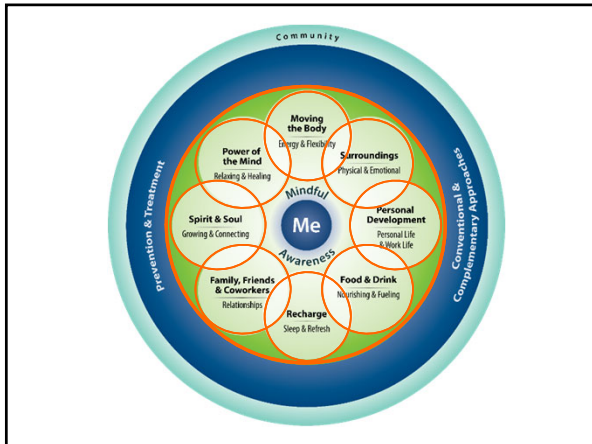 Community
Moving
the Body
Energy & Flexibility
Surroundings
Physical & Emotional
Personal
Development
Personal Life
& Work Life
Food & Drink
Nourishing & Fueling
Recharge
Sleep & Refresh
Family, Friends
& Coworkers
Relationships
Spirit & Soul
Growing & Connecting
Power of
the Mind
Relaxing & Healing
Mindful
Me
Awareness
Prevention & Treatment
Conventional &
Complementary Approaches